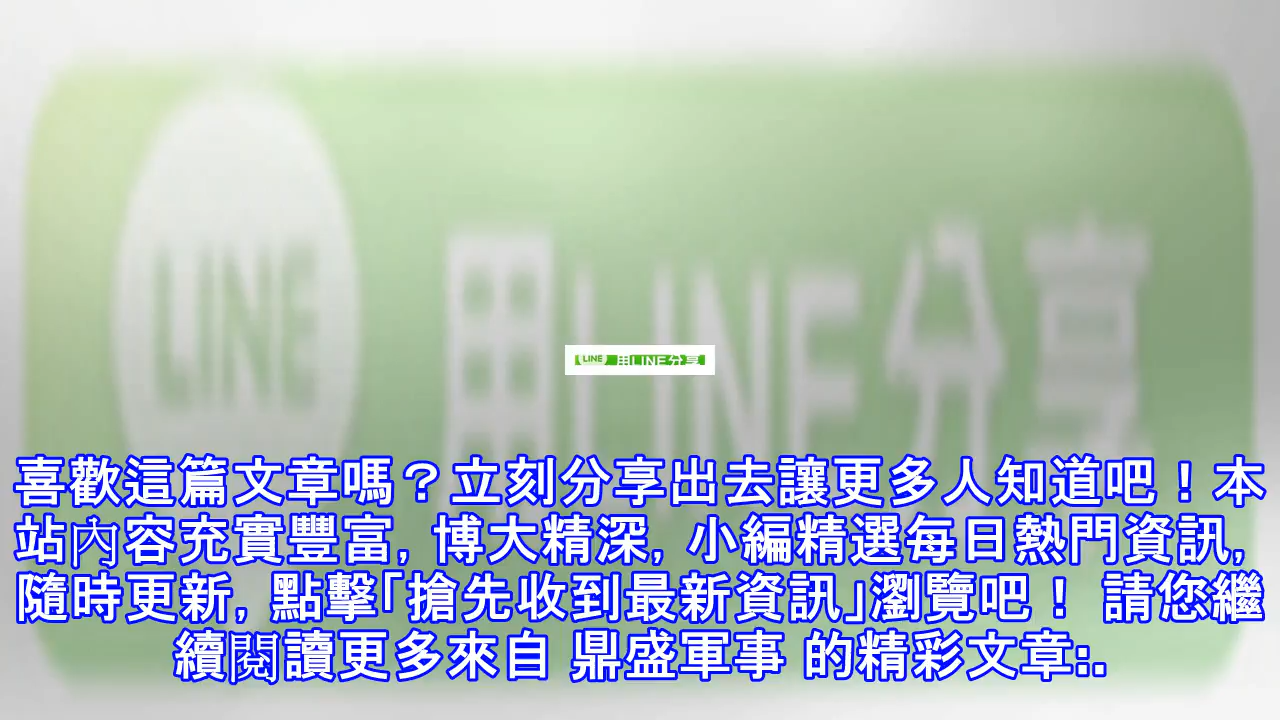 LINE
用LINE分享
LINE 用LINE分享
喜歡這篇文章嗎？立刻分享出去讓更多人知道吧！本
站內容充實豐富, 博大精深, 小編精選每日熱門資訊,
隨時更新, 點擊「搶先收到最新資訊」瀏覽吧！ 請您繼
續閱讀更多來自 鼎盛軍事 的精彩文章:.